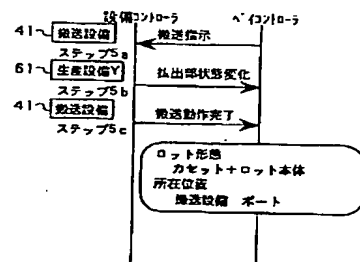 設備コントローラ ベイコントローラ
41 搬送設備 搬送指示
ステップ5a
61 生産設備Y 払出部状態変化
ステップ5b
41 搬送設備 搬送動作完了
ステップ5c
ロット形態
カセット+ロット本体
所在位置
搬送設備 ポート